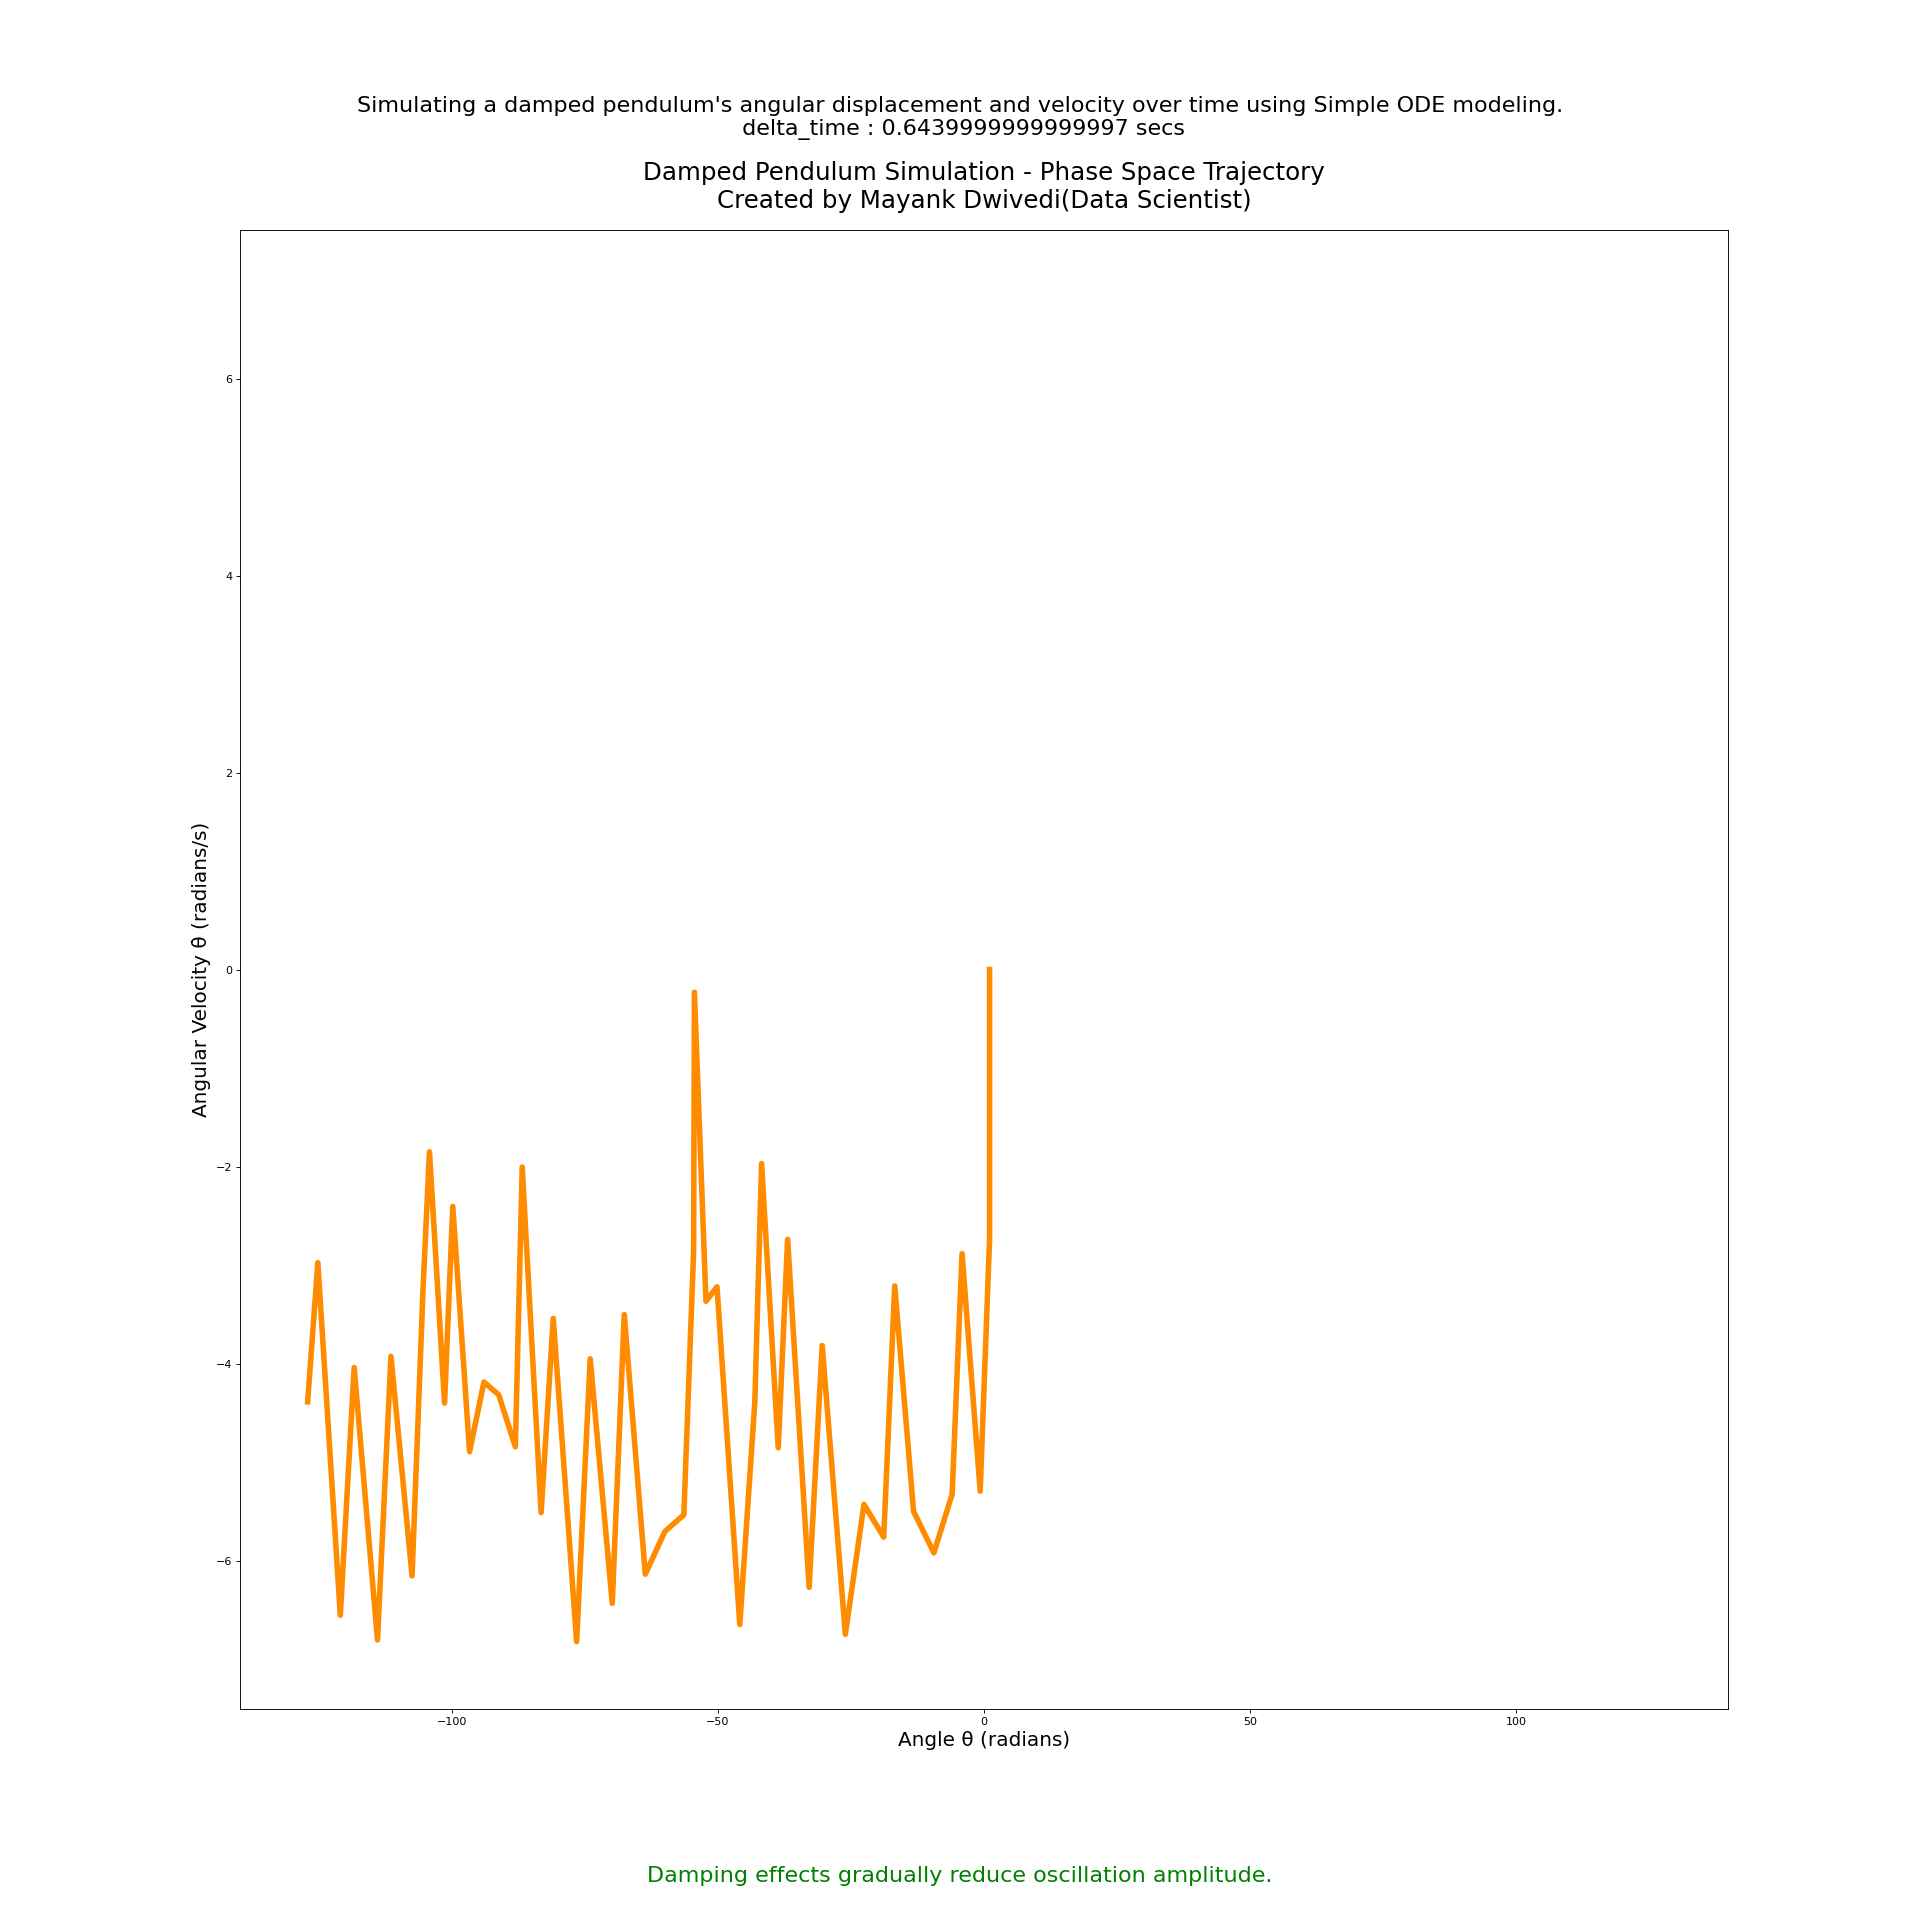 Simulating a damped pendulum's angular displacement and velocity over time using Simple ODE modeling.
delta_time : 0.6439999999999997 secs
Damped Pendulum Simulation - Phase Space Trajectory
Created by Mayank Dwivedi(Data Scientist)
6
4
2
0
−2
−4
−6
Angular Velocity θ̇ (radians/s)
−100
−50
0
50
100
Angle θ (radians)
Damping effects gradually reduce oscillation amplitude.